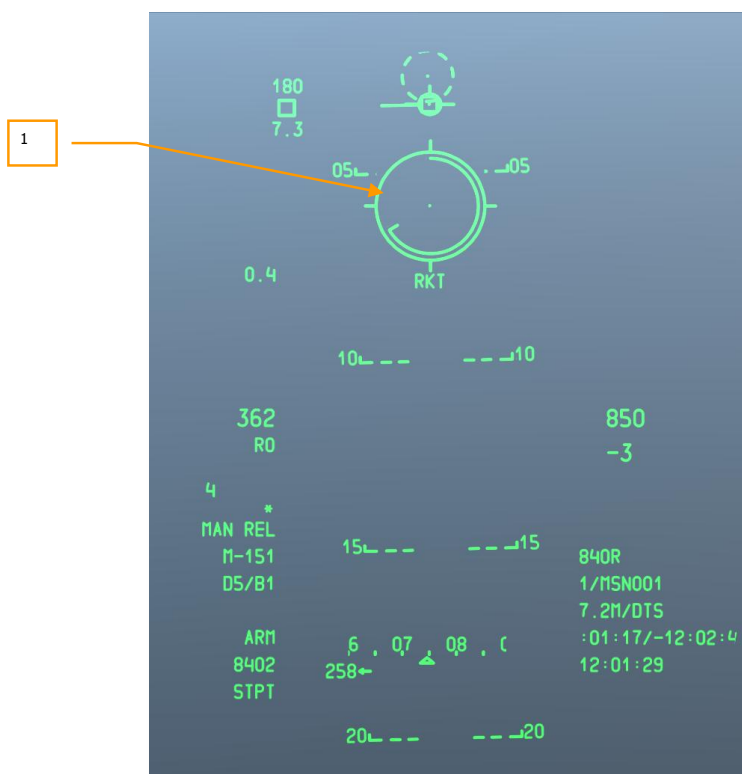 1
180
7.3
05 05
0.4
RKT
10 10
362 850
RO -3
4
*
MAN REL
M-151 15 15 840R
D5/B1 1/MSN001
7.2M/DTS
ARM 6 07 08 :01:17/-12:02:4
8402 258← 12:01:29
STPT
20 20